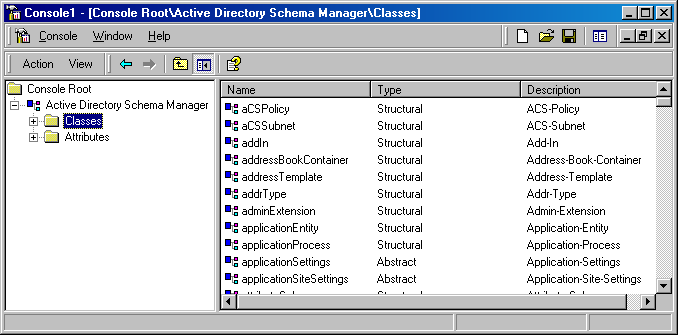 Console1 - [Console Root\Active Directory Schema Manager\Classes]
Console Window Help
Action View
Console Root
Active Directory Schema Manager
Classes
Attributes
Name Type Description
aCSPolicy Structural ACS-Policy
aCSSubnet Structural ACS-Subnet
addIn Structural Add-In
addressBookContainer Structural Address-Book-Container
addressTemplate Structural Address-Template
addrType Structural Addr-Type
adminExtension Structural Admin-Extension
applicationEntity Structural Application-Entity
applicationProcess Structural Application-Process
applicationSettings Abstract Application-Settings
applicationSiteSettings Abstract Application-Site-Settings